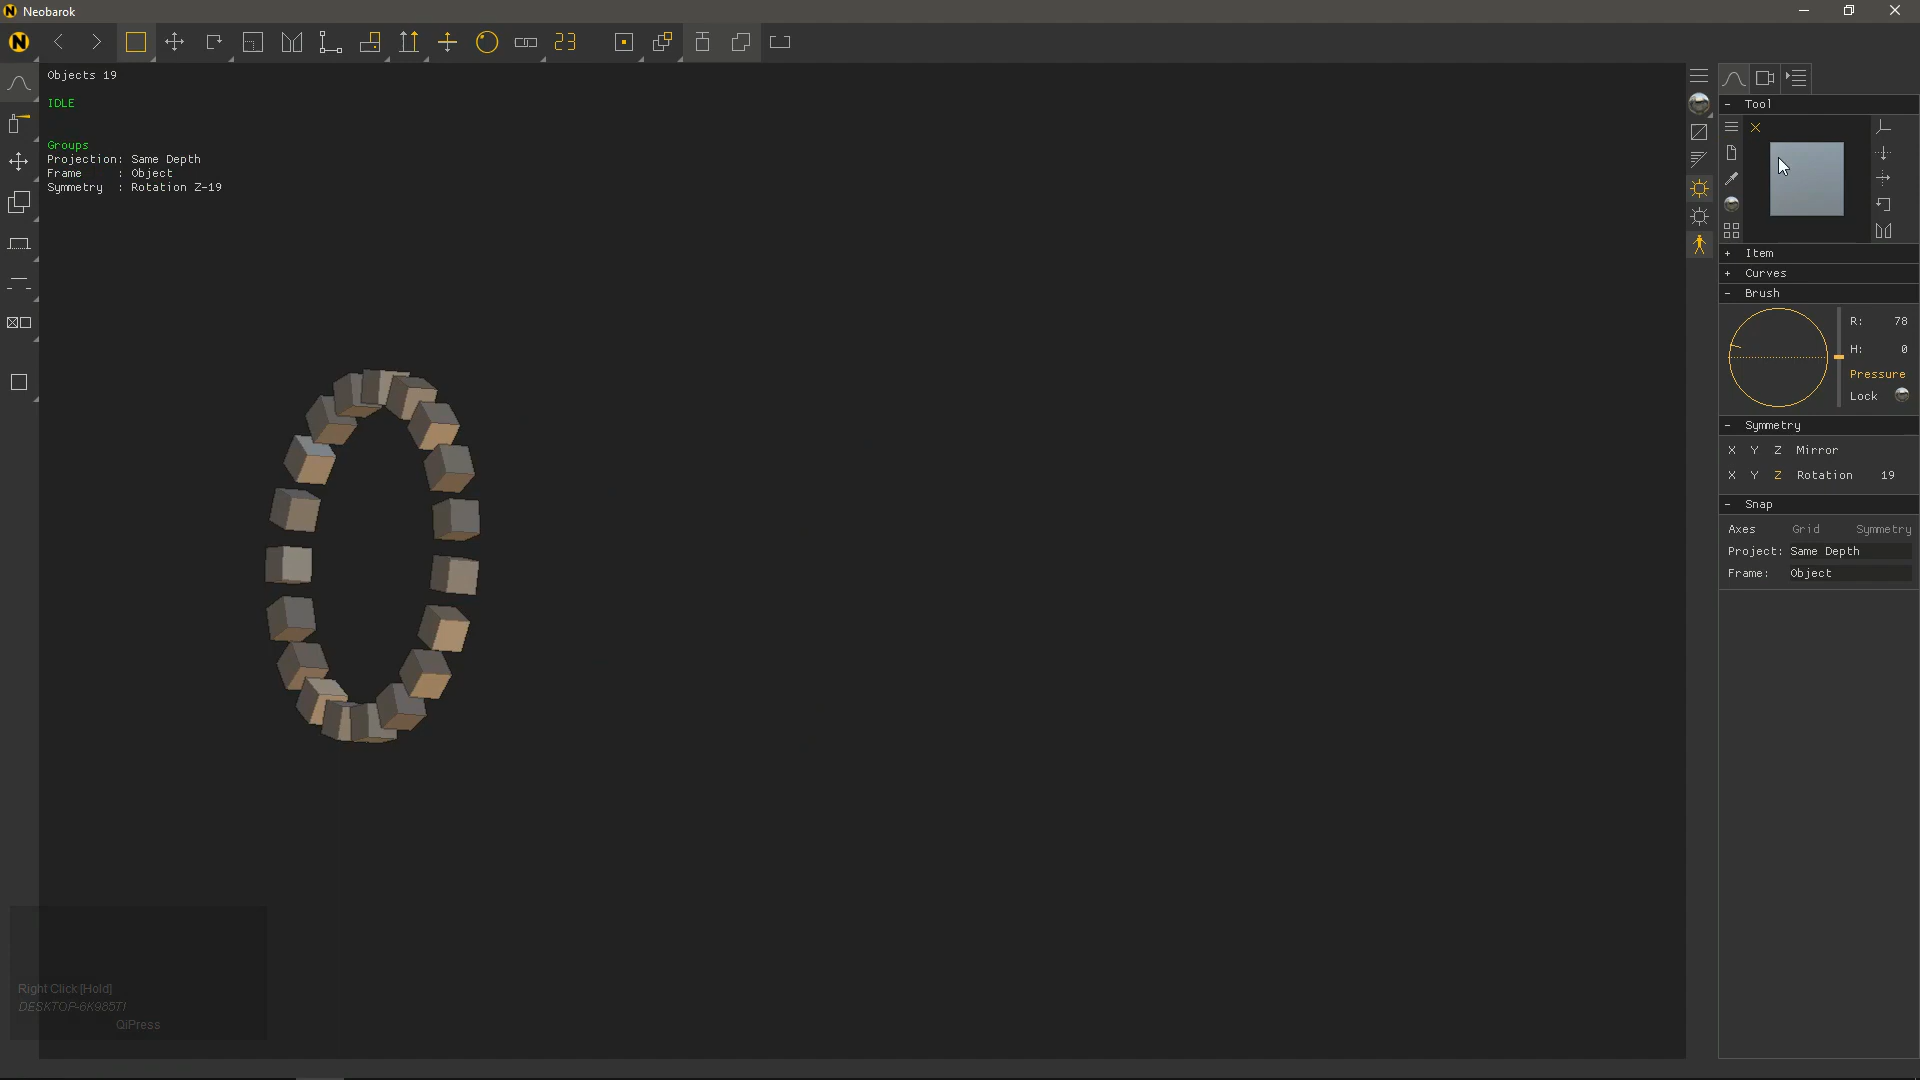 Neobarok
Objects 19
IDLE
Groups
Projection: Same Depth
Frame : Object
Symmetry : Rotation Z-19
Tool
Item
Curves
Brush
R: 78
H: 0
Pressure
Lock
Symmetry
X Y Z Mirror
X Y Z Rotation 19
Snap
Axes Grid Symmetry
Project: Same Depth
Frame: Object
Right Click [Hold]
DESKTOP-6K985TI
QiPress